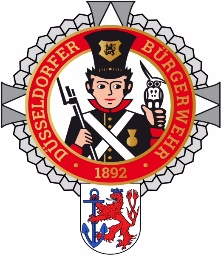 DÜSSELDORFER BÜRGERWEHR
· 1892 ·